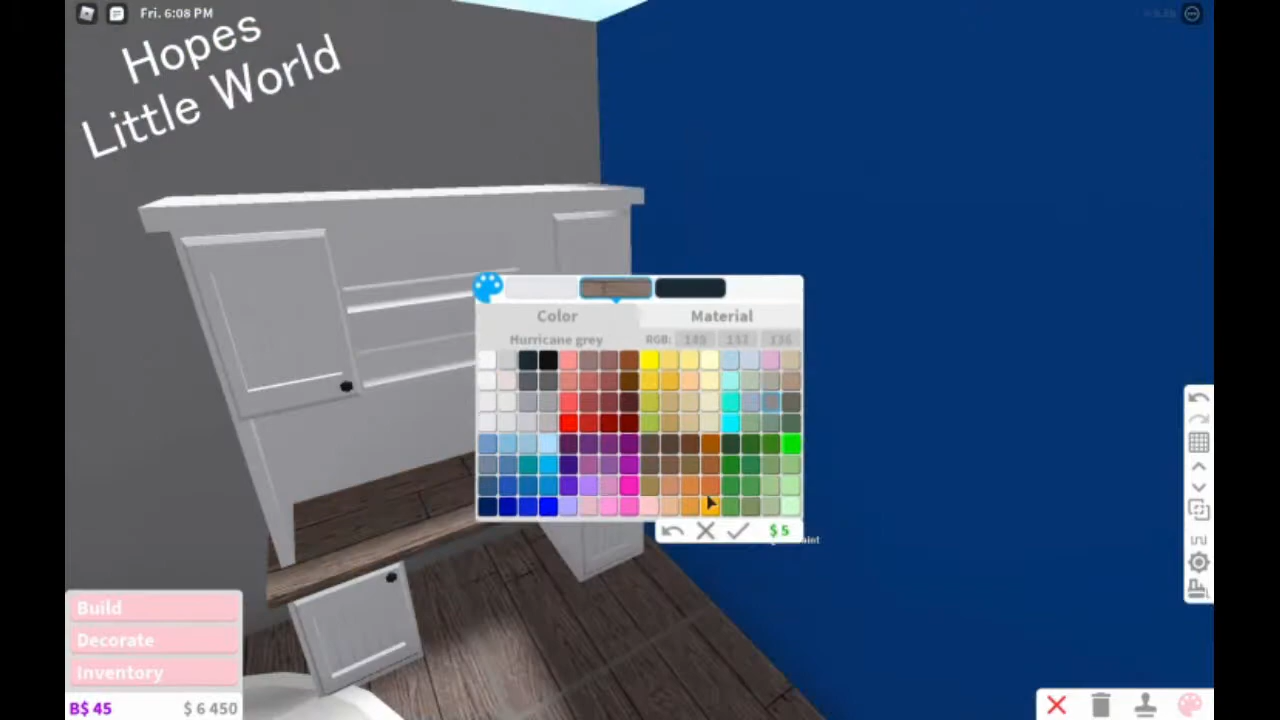 Fri. 6:08 PM
Hopes
Little World
Color
Material
Hurricane grey
RGB:
$ 5
Build
Decorate
Inventory
B$ 45
$ 6 450